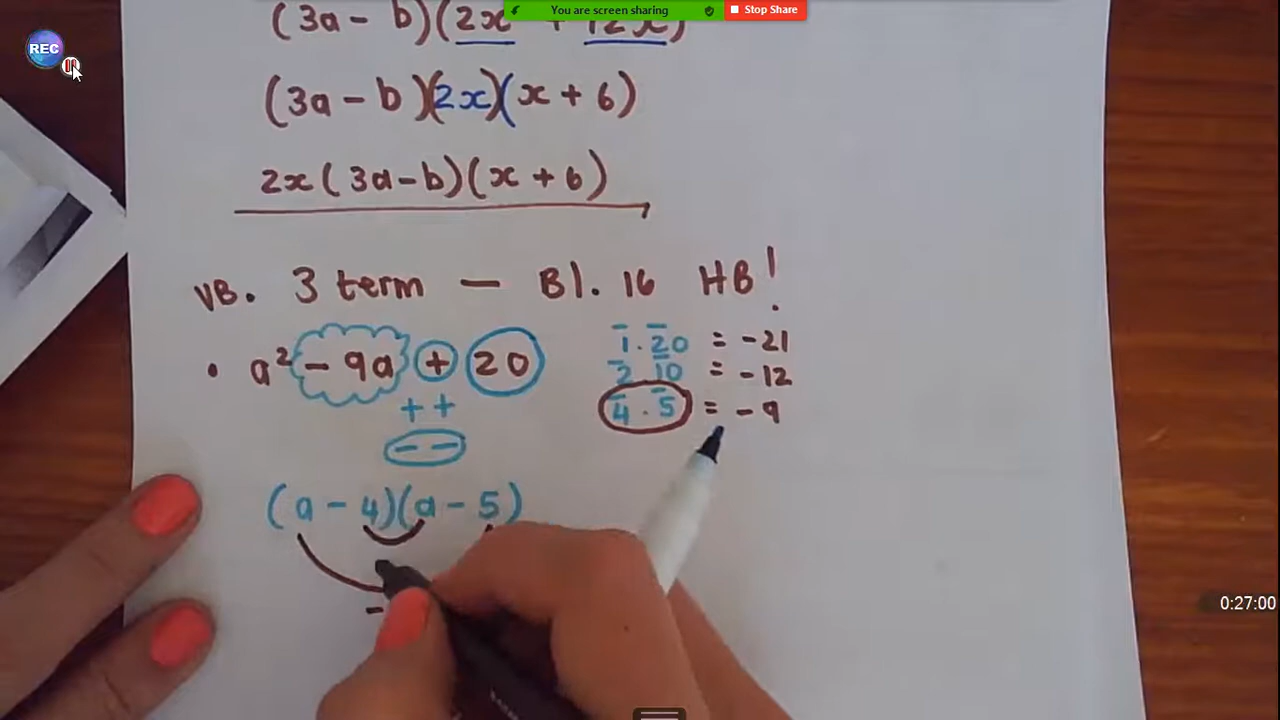 You are screen sharing Stop Share
REC
(3a - b)(2x + 12x)
(3a - b)(2x)(x + 6)
2x(3a-b)(x + 6)
VB. 3 term — Bl. 16 HB!
• a² - 9a + 20
+ +
- -
-1 . -20 = -21
-2 -10 = -12
-4 . -5 = -9
(a - 4)(a - 5)
-
0:27:00